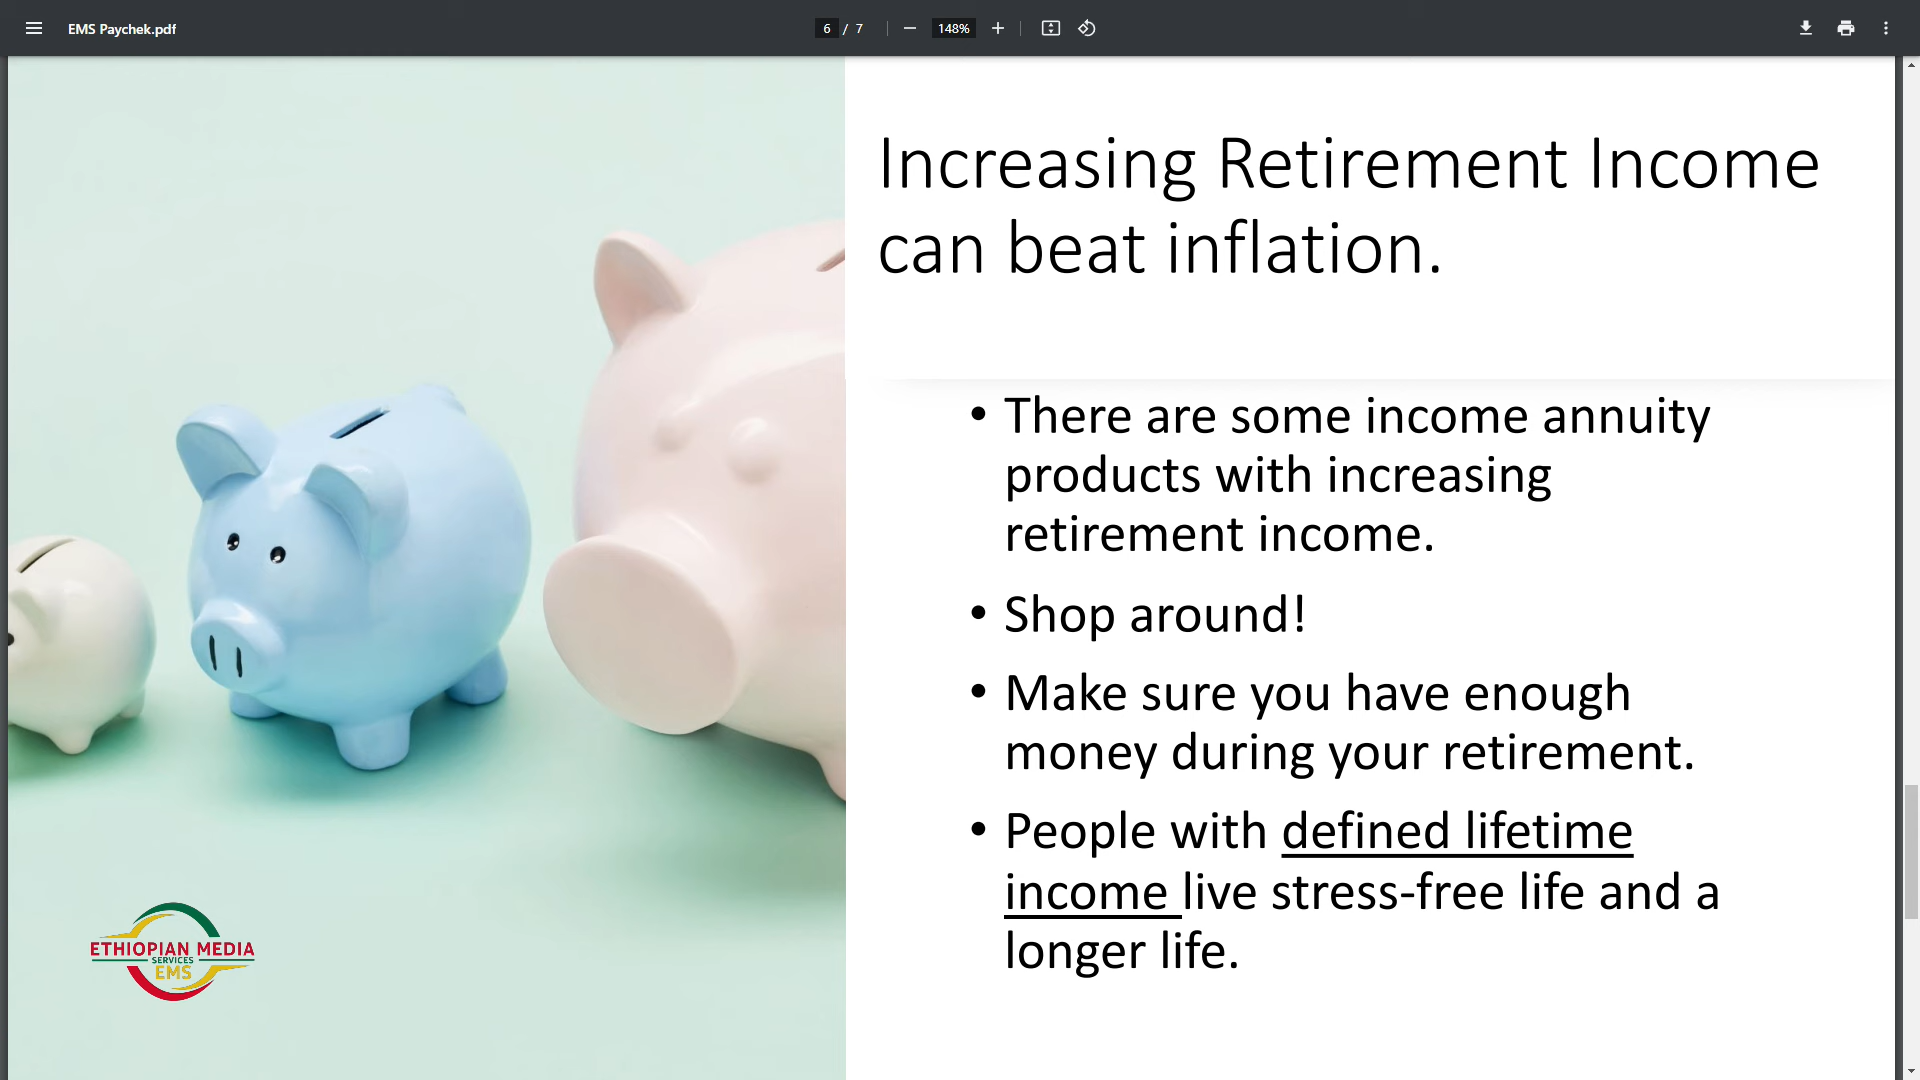 EMS Paychek.pdf
6 / 7
148%
Increasing Retirement Income
can beat inflation.
• There are some income annuity
products with increasing
retirement income.
• Shop around!
• Make sure you have enough
money during your retirement.
• People with defined lifetime
income live stress-free life and a
longer life.
ETHIOPIAN MEDIA
SERVICES
EMS